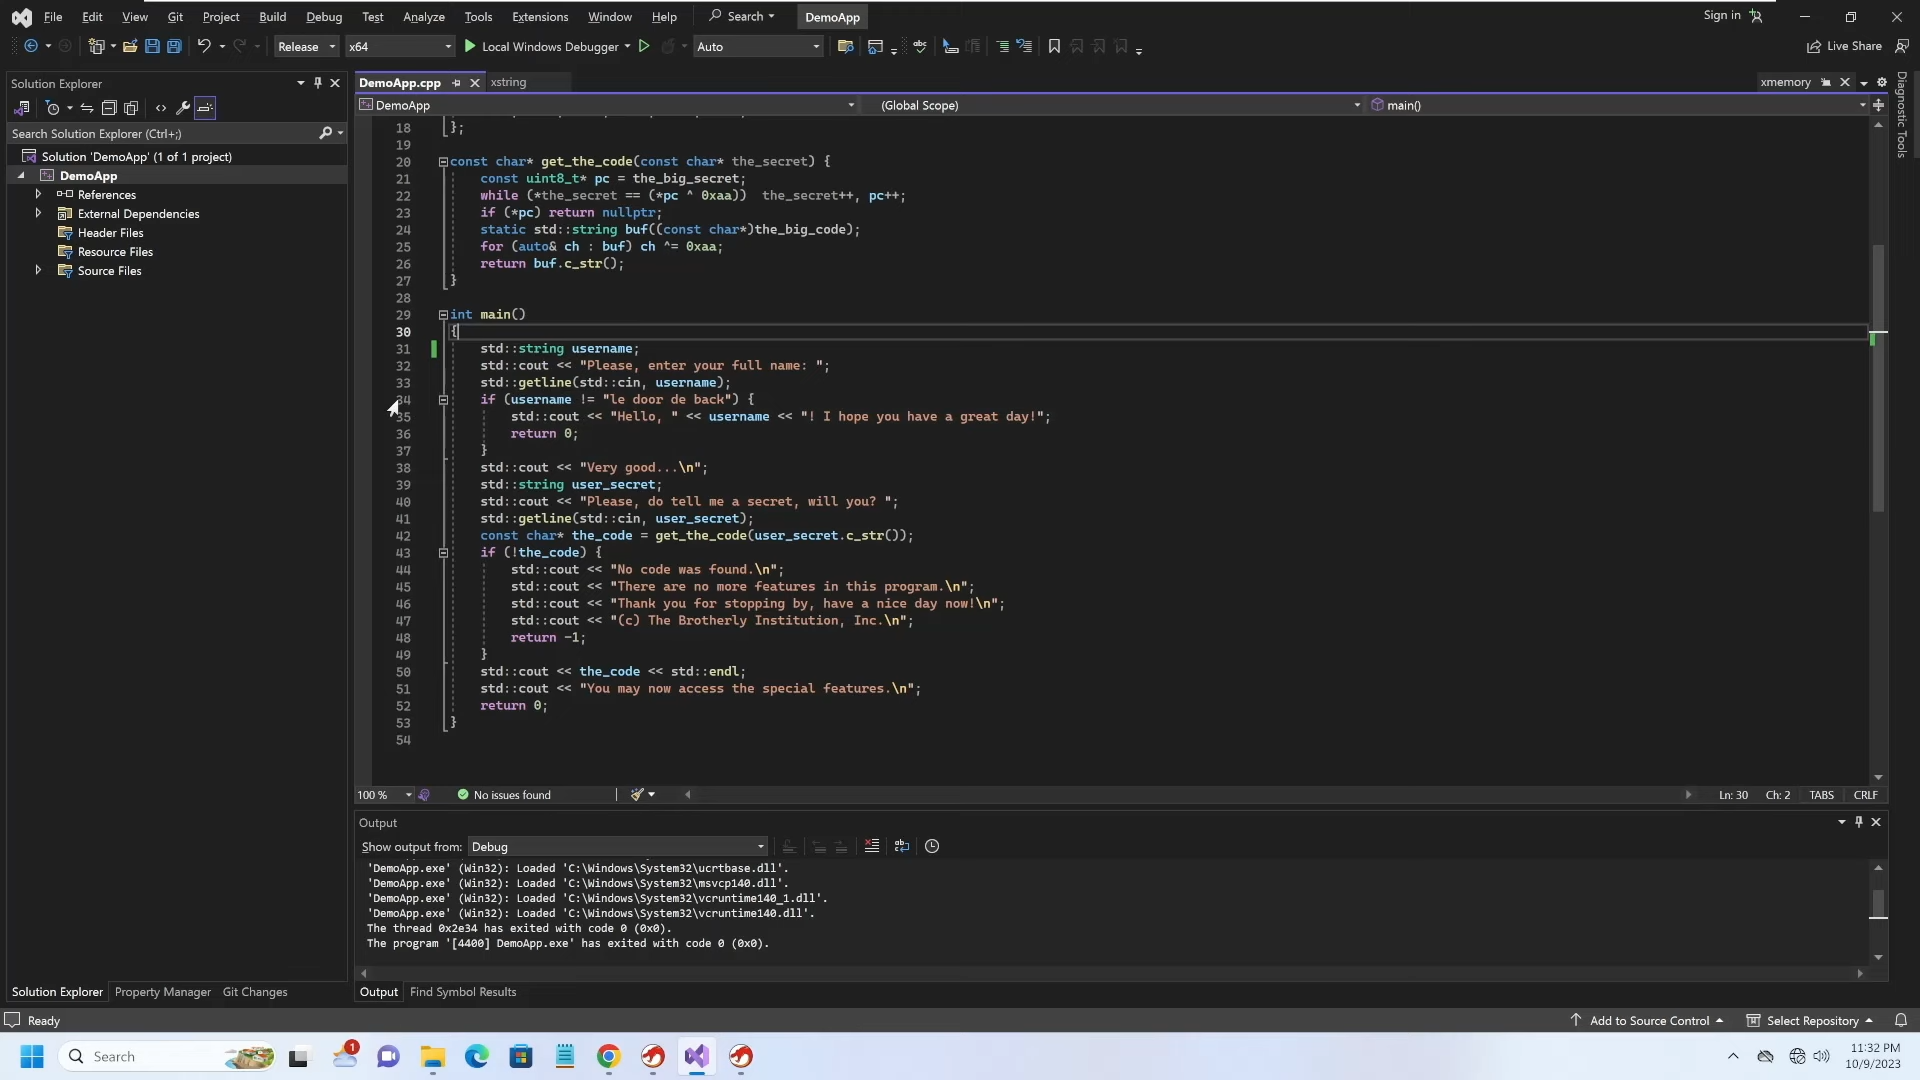 File Edit View Git Project Build Debug Test Analyze Tools Extensions Window Help Search DemoApp Sign in
Release x64 Local Windows Debugger Auto Live Share
Solution Explorer
DemoApp.cpp xstring xmemory
DemoApp (Global Scope) main()
Search Solution Explorer (Ctrl+;)
Solution 'DemoApp' (1 of 1 project)
DemoApp
References
External Dependencies
Header Files
Resource Files
Source Files
Diagnostic Tools
18 };
19
20 const char* get_the_code(const char* the_secret) {
21 const uint8_t* pc = the_big_secret;
22 while (*the_secret == (*pc ^ 0xaa)) the_secret++, pc++;
23 if (*pc) return nullptr;
24 static std::string buf((const char*)the_big_code);
25 for (auto& ch : buf) ch ^= 0xaa;
26 return buf.c_str();
27 }
28
29 int main()
30 {
31 std::string username;
32 std::cout << "Please, enter your full name: ";
33 std::getline(std::cin, username);
34 if (username != "le door de back") {
35 std::cout << "Hello, " << username << "! I hope you have a great day!";
36 return 0;
37 }
38 std::cout << "Very good...\n";
39 std::string user_secret;
40 std::cout << "Please, do tell me a secret, will you? ";
41 std::getline(std::cin, user_secret);
42 const char* the_code = get_the_code(user_secret.c_str());
43 if (!the_code) {
44 std::cout << "No code was found.\n";
45 std::cout << "There are no more features in this program.\n";
46 std::cout << "Thank you for stopping by, have a nice day now!\n";
47 std::cout << "(c) The Brotherly Institution, Inc.\n";
48 return -1;
49 }
50 std::cout << the_code << std::endl;
51 std::cout << "You may now access the special features.\n";
52 return 0;
53 }
54
100 % No issues found Ln: 30 Ch: 2 TABS CRLF
Output
Show output from: Debug
'DemoApp.exe' (Win32): Loaded 'C:\Windows\System32\ucrtbase.dll'.
'DemoApp.exe' (Win32): Loaded 'C:\Windows\System32\msvcp140.dll'.
'DemoApp.exe' (Win32): Loaded 'C:\Windows\System32\vcruntime140_1.dll'.
'DemoApp.exe' (Win32): Loaded 'C:\Windows\System32\vcruntime140.dll'.
The thread 0x2e34 has exited with code 0 (0x0).
The program '[4400] DemoApp.exe' has exited with code 0 (0x0).
Solution Explorer Property Manager Git Changes Output Find Symbol Results
Ready Add to Source Control Select Repository
Search 1 11:32 PM
10/9/2023